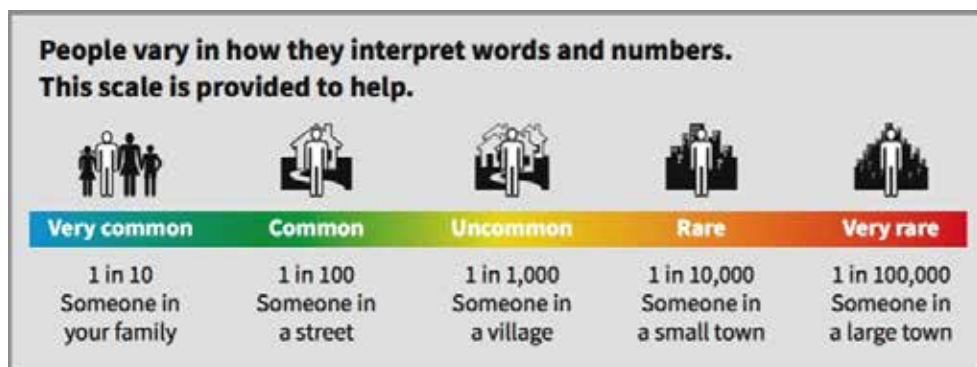 People vary in how they interpret words and numbers.
This scale is provided to help.
Very common
Common
Uncommon
Rare
Very rare
1 in 10
Someone in
your family
1 in 100
Someone in
a street
1 in 1,000
Someone in
a village
1 in 10,000
Someone in
a small town
1 in 100,000
Someone in
a large town